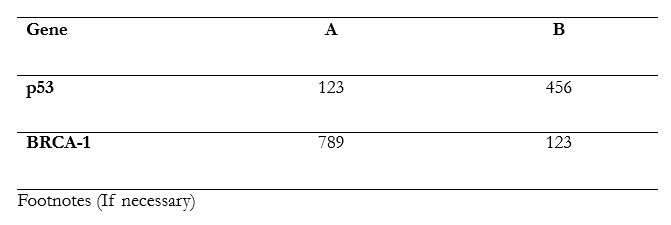 Gene A B
p53 123 456
BRCA-1 789 123
Footnotes (If necessary)